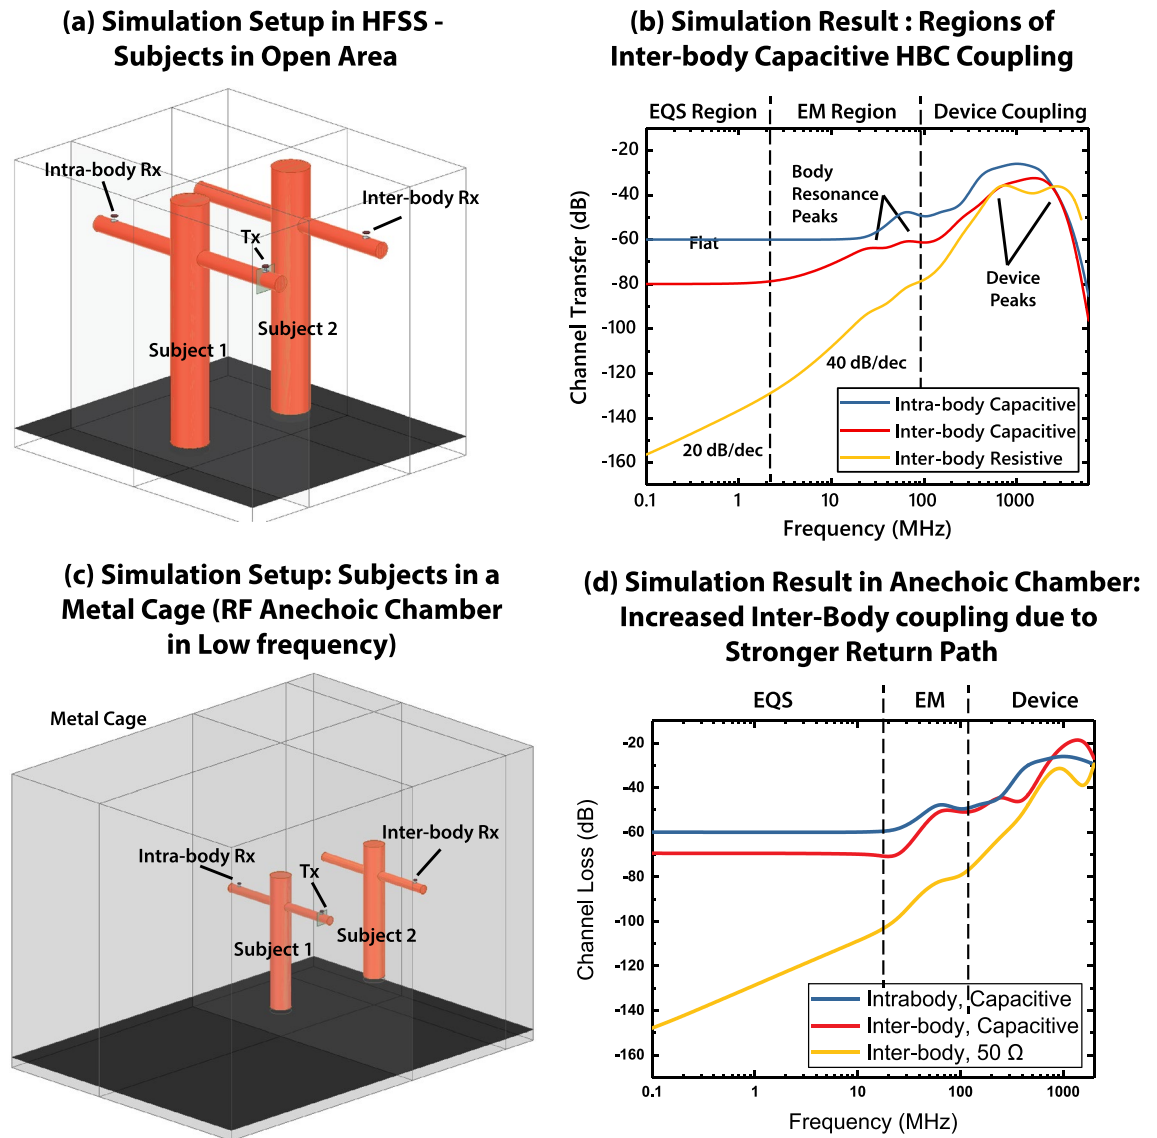 (a) Simulation Setup in HFSS -
Subjects in Open Area
Intra-body Rx
Inter-body Rx
Tx
Subject 2
Subject 1
(b) Simulation Result : Regions of
Inter-body Capacitive HBC Coupling
EQS Region
EM Region
Device Coupling
Channel Transfer (dB)
-20
-40
-60
-80
-100
-120
-140
-160
Body
Resonance
Peaks
Flat
Device
Peaks
40 dB/dec
20 dB/dec
Intra-body Capacitive
Inter-body Capacitive
Inter-body Resistive
0.1
1
10
100
1000
Frequency (MHz)
(c) Simulation Setup: Subjects in a
Metal Cage (RF Anechoic Chamber
in Low frequency)
Metal Cage
Intra-body Rx
Tx
Inter-body Rx
Subject 1
Subject 2
(d) Simulation Result in Anechoic Chamber:
Increased Inter-Body coupling due to
Stronger Return Path
EQS
EM
Device
Channel Loss (dB)
-20
-40
-60
-80
-100
-120
-140
-160
Intrabody, Capacitive
Inter-body, Capacitive
Inter-body, 50 Ω
0.1
1
10
100
1000
Frequency (MHz)